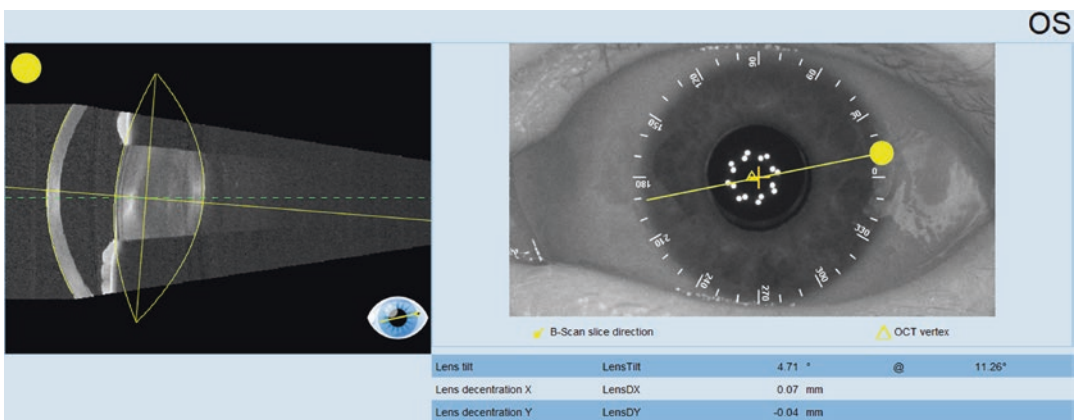 OS
90
60
120
30
150
0
180
330
210
300
240
270
B-Scan slice direction
OCT vertex
Lens tilt LensTilt 4.71 ° @ 11.26°
Lens decentration X LensDX 0.07 mm
Lens decentration Y LensDY -0.04 mm